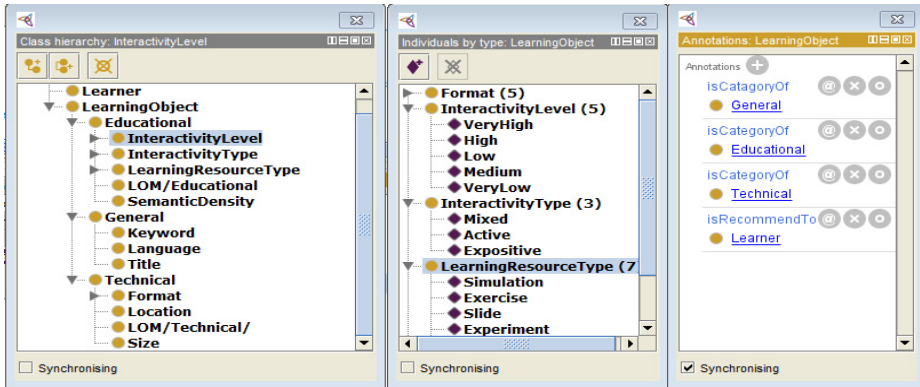 Class hierarchy: InteractivityLevel
Learner
LearningObject
Educational
InteractivityLevel
InteractivityType
LearningResourceType
LOM/Educational
SemanticDensity
General
Keyword
Language
Title
Technical
Format
Location
LOM/Technical/
Size
Synchronising
Individuals by type: LearningObject
Format (5)
InteractivityLevel (5)
VeryHigh
High
Low
Medium
VeryLow
InteractivityType (3)
Mixed
Active
Expositive
LearningResourceType (7
Simulation
Exercise
Slide
Experiment
Synchronising
Annotations: LearningObject
Annotations
isCatagoryOf
General
isCategoryOf
Educational
isCategoryOf
Technical
isRecommendTo
Learner
Synchronising